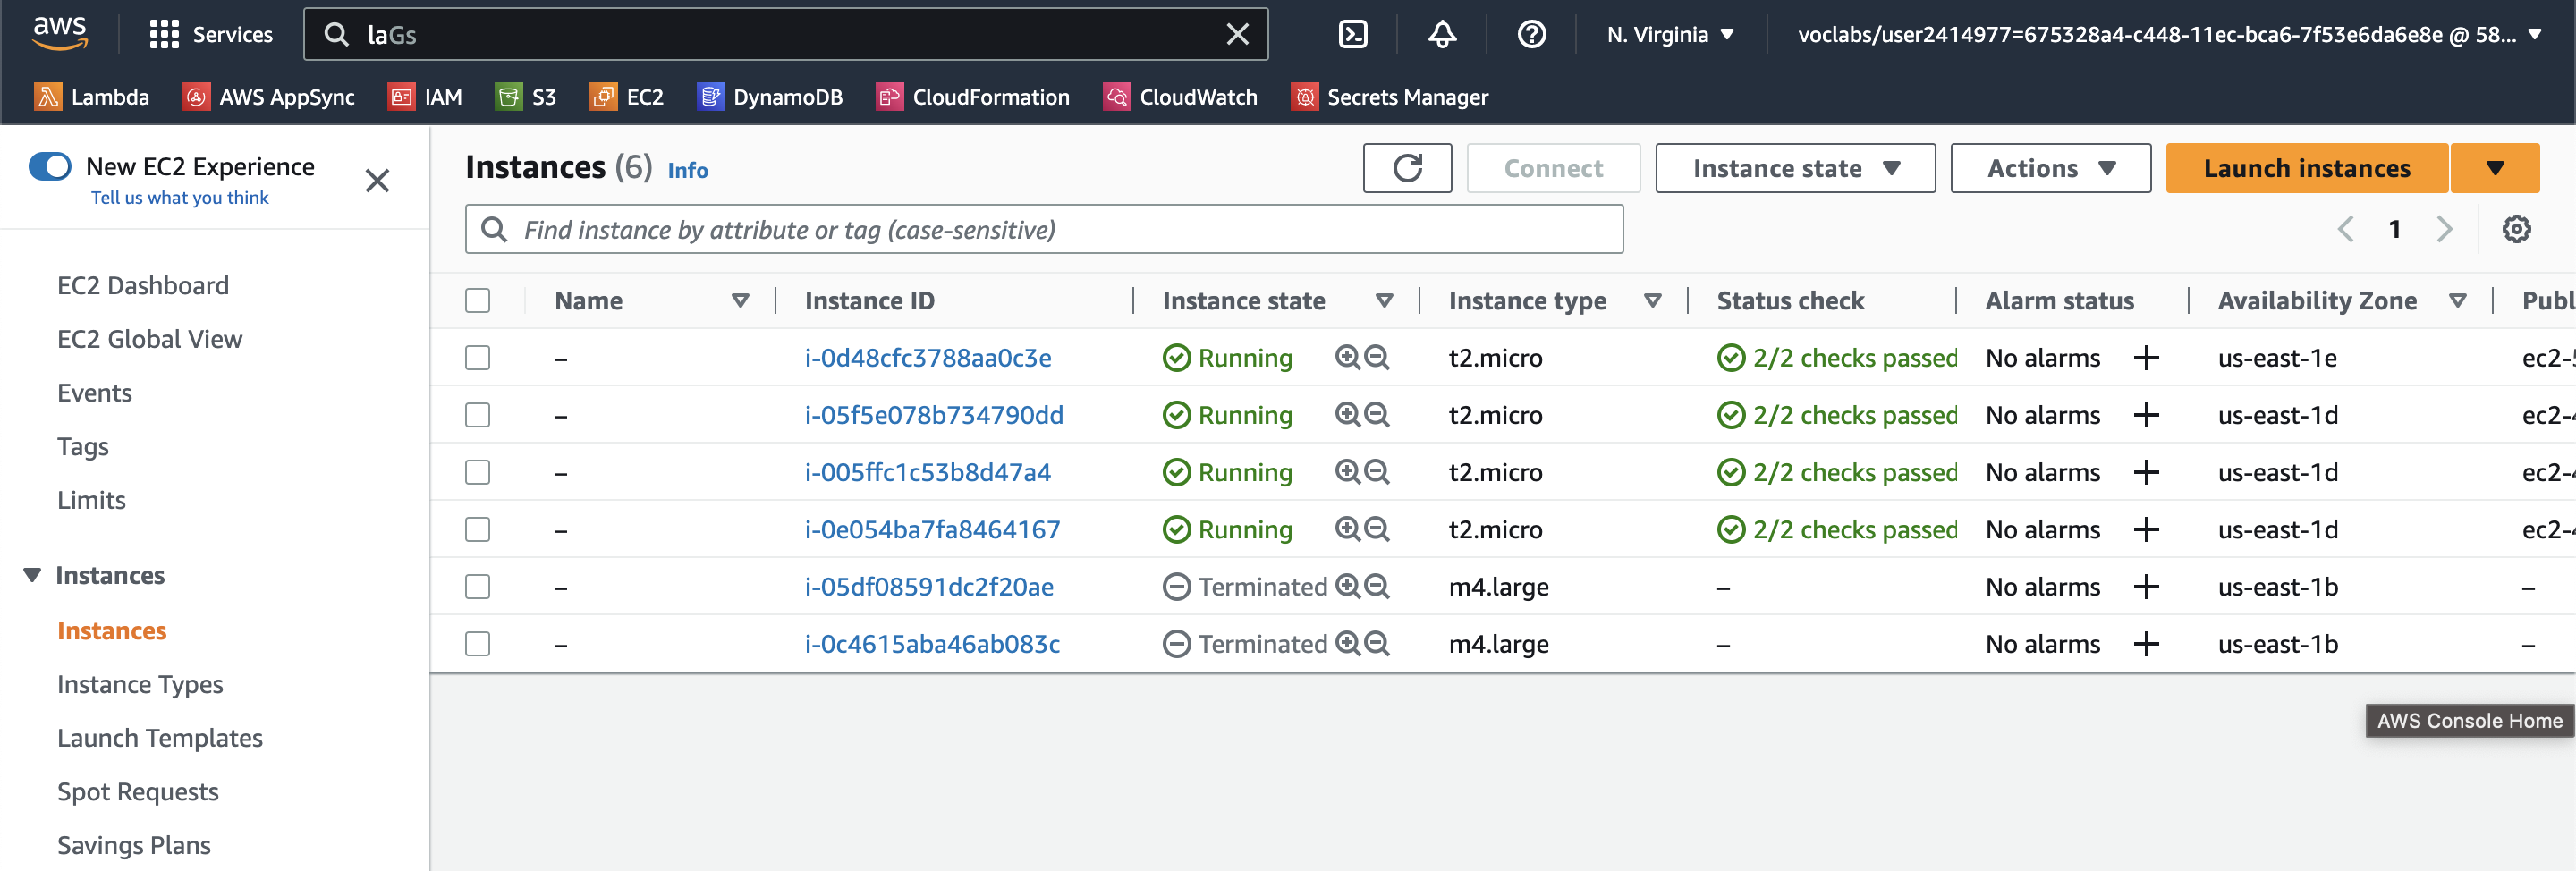 aws Services laGs N. Virginia voclabs/user2414977=675328a4-c448-11ec-bca6-7f53e6da6e8e @ 58...
Lambda AWS AppSync IAM S3 EC2 DynamoDB CloudFormation CloudWatch Secrets Manager
New EC2 Experience
Tell us what you think
EC2 Dashboard
EC2 Global View
Events
Tags
Limits
Instances
Instances
Instance Types
Launch Templates
Spot Requests
Savings Plans
Instances (6) Info Connect Instance state Actions Launch instances
Find instance by attribute or tag (case-sensitive) 1
Name Instance ID Instance state Instance type Status check Alarm status Availability Zone Publ
– i-0d48cfc3788aa0c3e Running t2.micro 2/2 checks passed No alarms + us-east-1e ec2-5
– i-05f5e078b734790dd Running t2.micro 2/2 checks passed No alarms + us-east-1d ec2-4
– i-005ffc1c53b8d47a4 Running t2.micro 2/2 checks passed No alarms + us-east-1d ec2-4
– i-0e054ba7fa8464167 Running t2.micro 2/2 checks passed No alarms + us-east-1d ec2-4
– i-05df08591dc2f20ae Terminated m4.large – No alarms + us-east-1b –
– i-0c4615aba46ab083c Terminated m4.large – No alarms + us-east-1b –
AWS Console Home